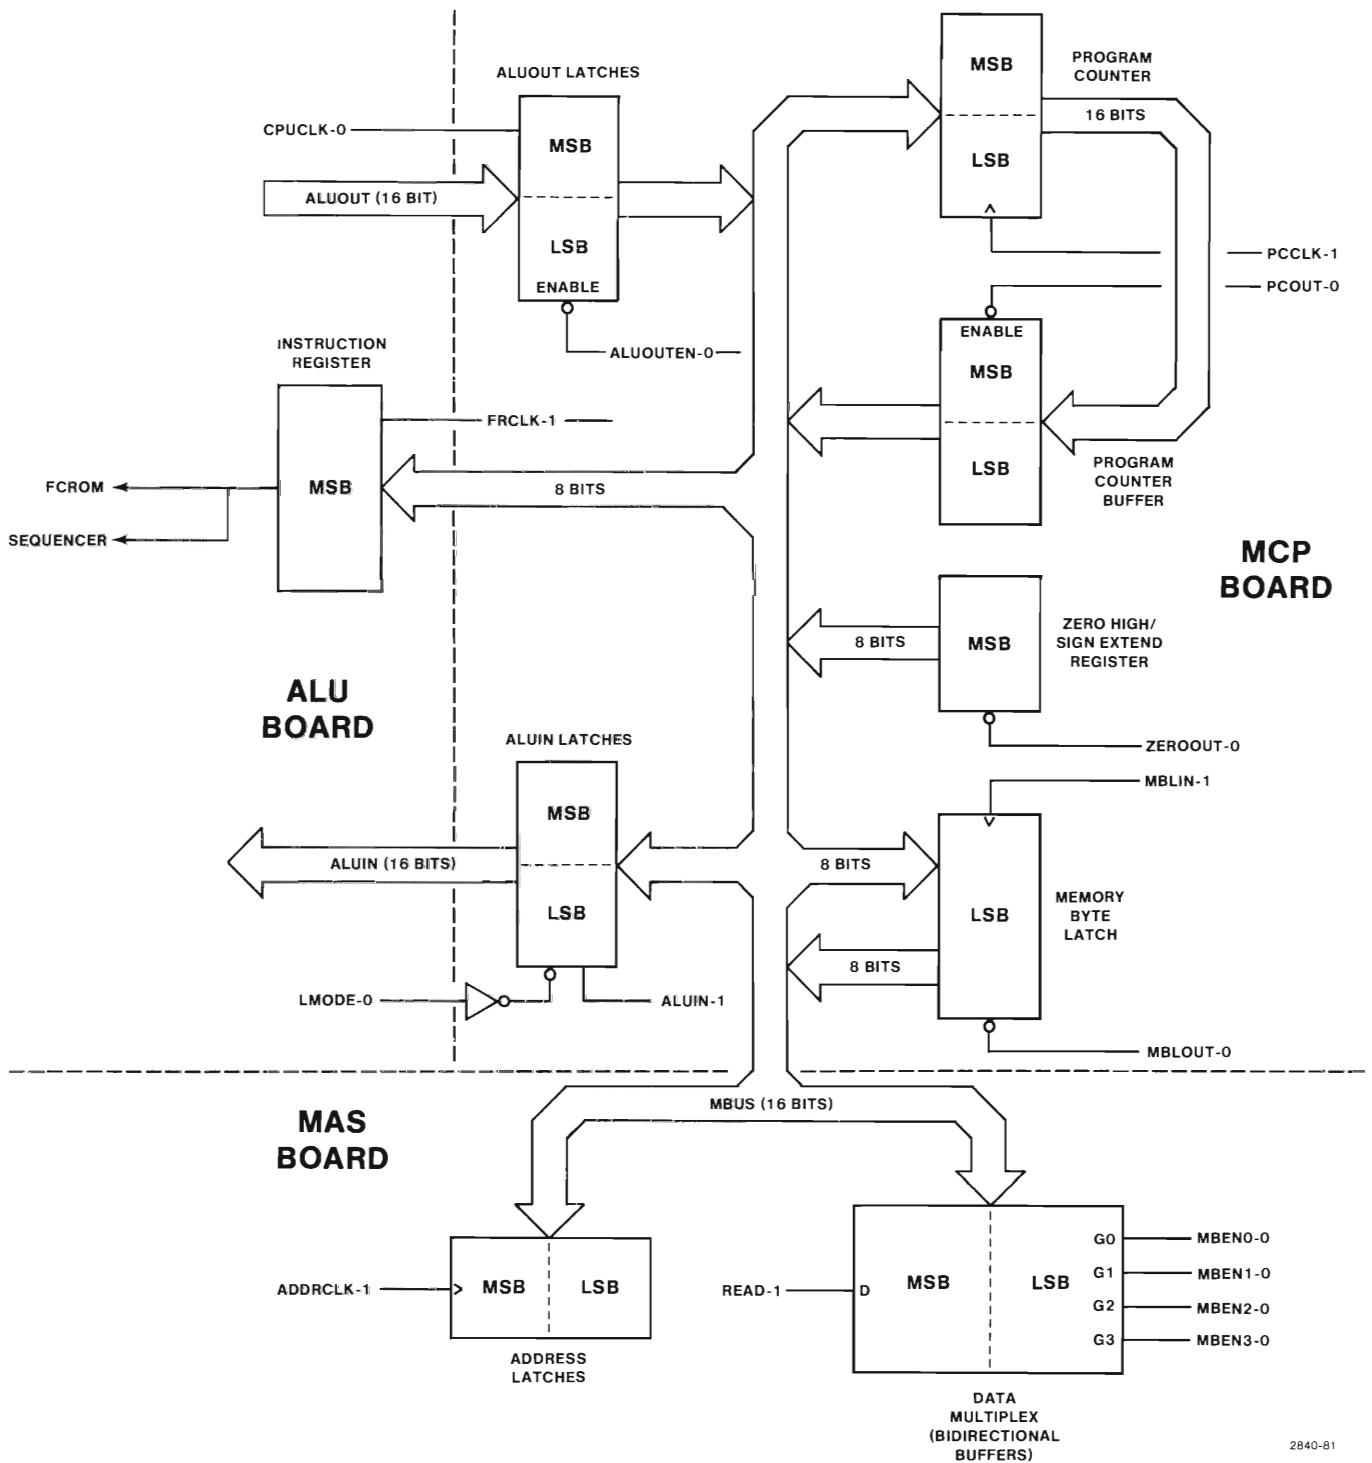 ALUOUT LATCHES
CPUCLK-0
MSB
ALUOUT (16 BIT)
LSB
ENABLE
ALUOUTEN-0
MSB
PROGRAM
COUNTER
16 BITS
LSB
PCCLK-1
PCOUT-0
ENABLE
MSB
LSB
PROGRAM
COUNTER
BUFFER
INSTRUCTION
REGISTER
FRCLK-1
FCROM
MSB
8 BITS
SEQUENCER
MCP
BOARD
8 BITS
MSB
ZERO HIGH/
SIGN EXTEND
REGISTER
ZEROOUT-0
ALU
BOARD
ALUIN LATCHES
MSB
ALUIN (16 BITS)
LSB
LMODE-0
ALUIN-1
MBLIN-1
8 BITS
LSB
MEMORY
BYTE
LATCH
8 BITS
MBLOUT-0
MAS
BOARD
MBUS (16 BITS)
ADDRCLK-1
MSB
LSB
ADDRESS
LATCHES
READ-1
D
MSB
LSB
G0
MBEN0-0
G1
MBEN1-0
G2
MBEN2-0
G3
MBEN3-0
DATA
MULTIPLEX
(BIDIRECTIONAL
BUFFERS)
2840-81